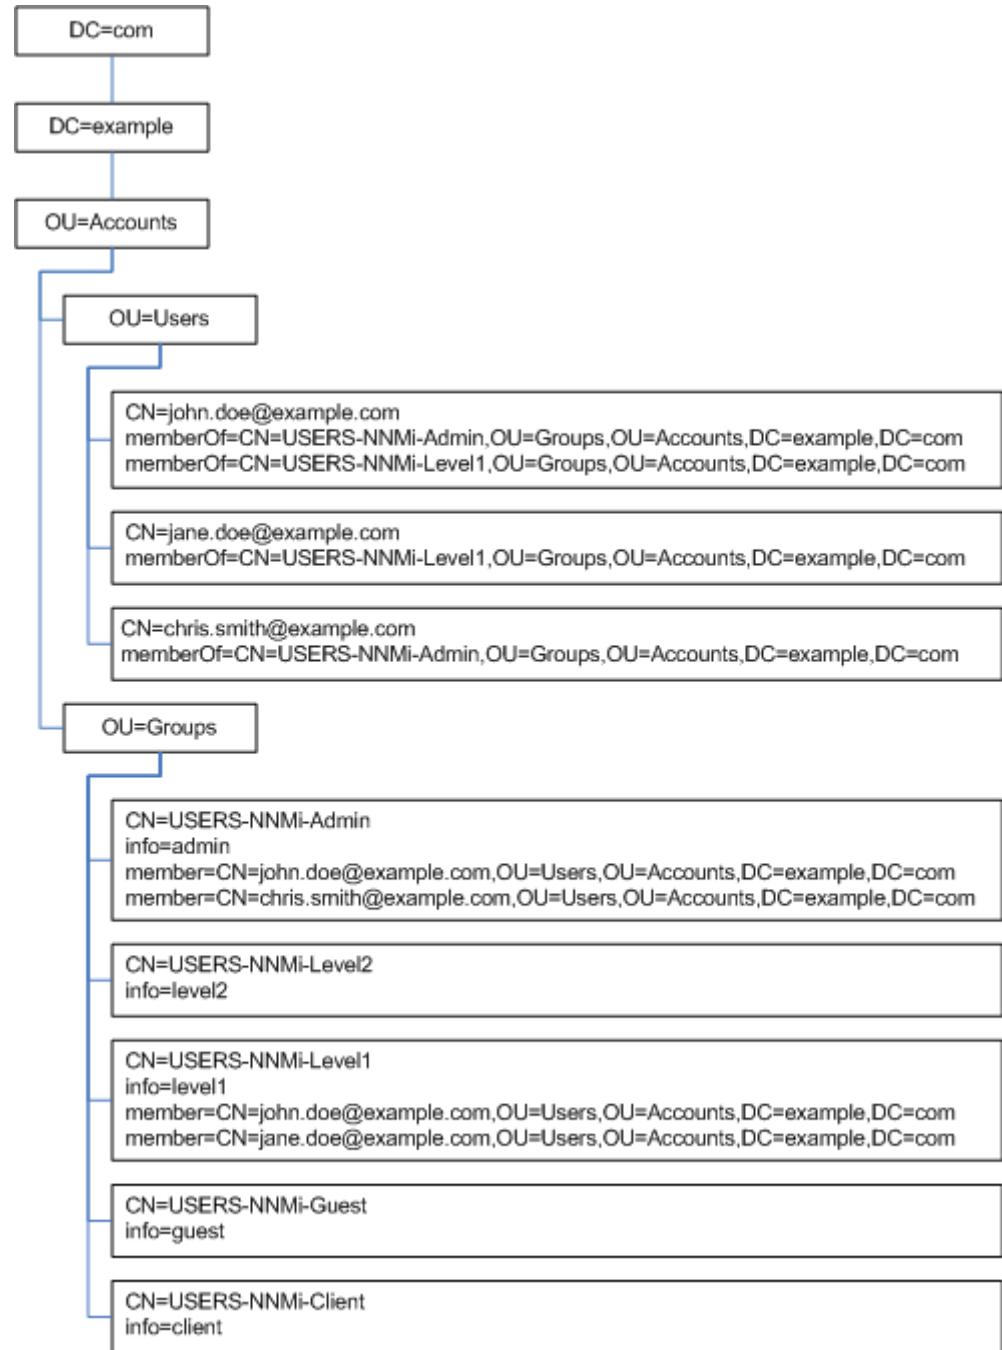 DC=com
DC=example
OU=Accounts
OU=Users
CN=john.doe@example.com
memberOf=CN=USERS-NNMi-Admin,OU=Groups,OU=Accounts,DC=example,DC=com
memberOf=CN=USERS-NNMi-Level1,OU=Groups,OU=Accounts,DC=example,DC=com
CN=jane.doe@example.com
memberOf=CN=USERS-NNMi-Level1,OU=Groups,OU=Accounts,DC=example,DC=com
CN=chris.smith@example.com
memberOf=CN=USERS-NNMi-Admin,OU=Groups,OU=Accounts,DC=example,DC=com
OU=Groups
CN=USERS-NNMi-Admin
info=admin
member=CN=john.doe@example.com,OU=Users,OU=Accounts,DC=example,DC=com
member=CN=chris.smith@example.com,OU=Users,OU=Accounts,DC=example,DC=com
CN=USERS-NNMi-Level2
info=level2
CN=USERS-NNMi-Level1
info=level1
member=CN=john.doe@example.com,OU=Users,OU=Accounts,DC=example,DC=com
member=CN=jane.doe@example.com,OU=Users,OU=Accounts,DC=example,DC=com
CN=USERS-NNMi-Guest
info=guest
CN=USERS-NNMi-Client
info=client